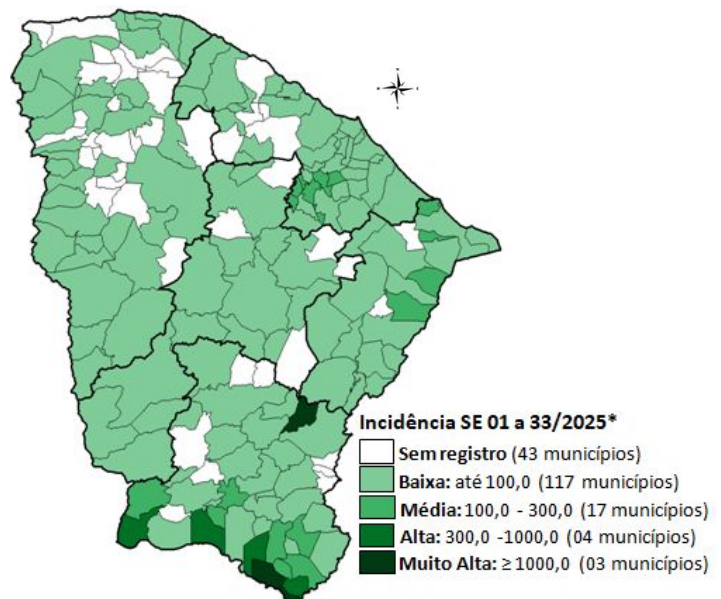 Incidência SE 01 a 33/2025*
Sem registro (43 municípios)
Baixa: até 100,0 (117 municípios)
Média: 100,0 - 300,0 (17 municípios)
Alta: 300,0 -1000,0 (04 municípios)
Muito Alta: ≥ 1000,0 (03 municípios)